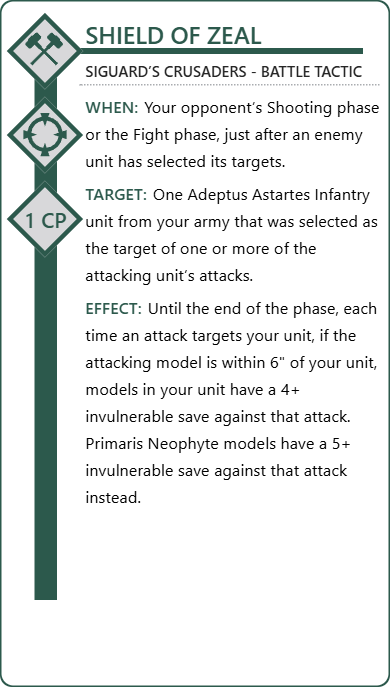 SHIELD OF ZEAL
SIGUARD'S CRUSADERS - BATTLE TACTIC
WHEN: Your opponent's Shooting phase
or the Fight phase, just after an enemy
unit has selected its targets.
TARGET: One Adeptus Astartes Infantry
1 CP
unit from your army that was selected as
the target of one or more of the
attacking unit's attacks.
EFFECT: Until the end of the phase, each
time an attack targets your unit, if the
attacking model is within 6" of your unit,
models in your unit have a 4+
invulnerable save against that attack.
Primaris Neophyte models have a 5+
invulnerable save against that attack
instead.